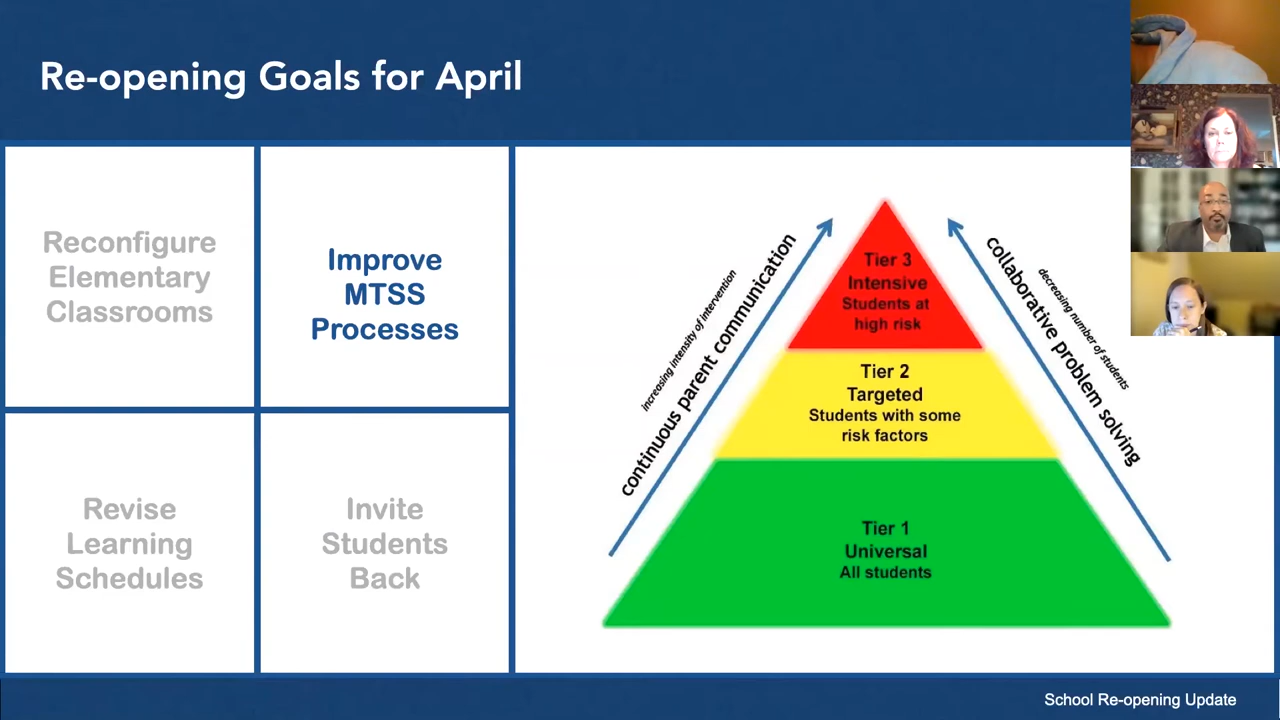 Re-opening Goals for April
Reconfigure
Elementary
Classrooms
Improve
MTSS
Processes
Revise
Learning
Schedules
Invite
Students
Back
increasing intensity of intervention
continuous parent communication
Tier 3
Intensive
Students at
high risk
Tier 2
Targeted
Students with some
risk factors
Tier 1
Universal
All students
decreasing number of students
collaborative problem solving
School Re-opening Update